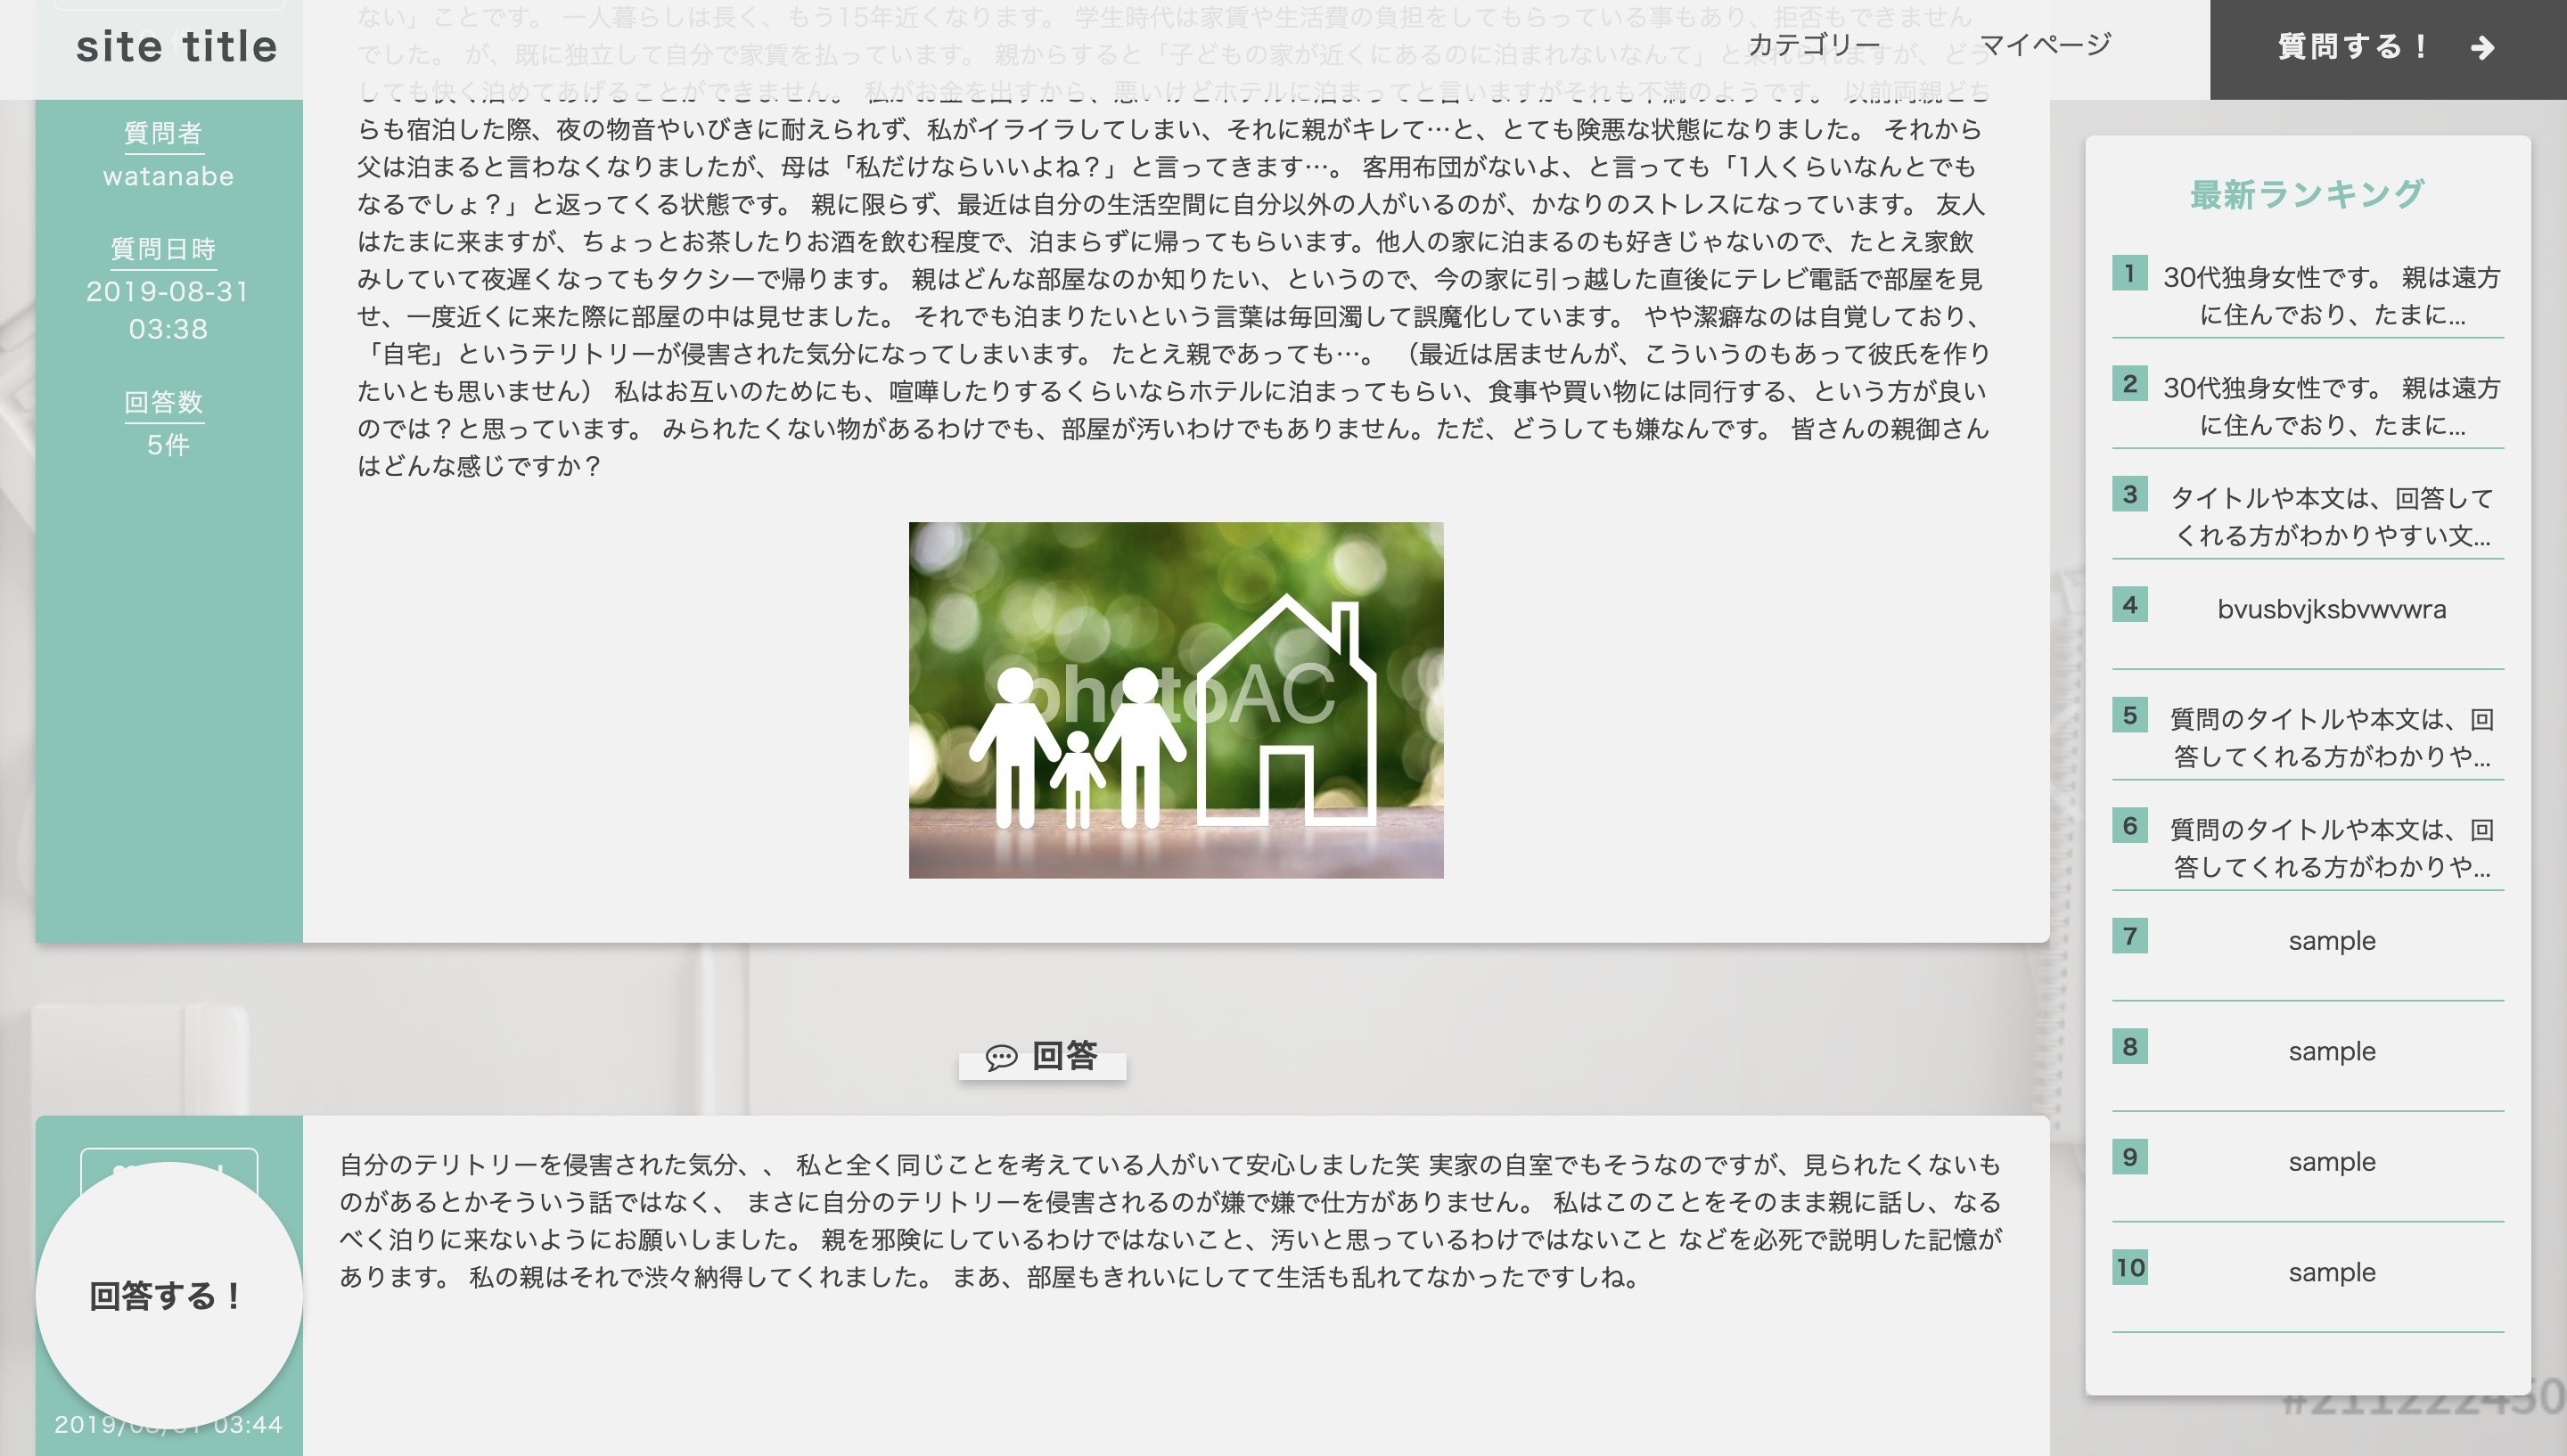 site title
カテゴリー
マイページ
質問する！
ない」 ことです。 一人暮らしは長く、もう15年近くなります。 学生時代は家賃や生活費の負担をしてもらっている事もあり、拒否もできません
でした。 が、既に独立して自分で家賃を払っています。 親からすると「子どもの家が近くにあるのに泊まれないなんて」と呆れられますが、どう
しても快く泊めてあげることができません。 私がお金を出すから、悪いけどホテルに泊まってと言いますがそれも不満のようです。 以前両親どち
らも宿泊した際、夜の物音やいびきに耐えられず、私がイライラしてしまい、それに親がキレて…と、とても険悪な状態になりました。 それから
父は泊まると言わなくなりましたが、母は「私だけならいいよね？」と言ってきます…。 客用布団がないよ、と言っても「1人くらいなんとでも
なるでしょ？」と返ってくる状態です。 親に限らず、最近は自分の生活空間に自分以外の人がいるのが、かなりのストレスになっています。 友人
はたまに来ますが、ちょっとお茶したりお酒を飲む程度で、泊まらずに帰ってもらいます。他人の家に泊まるのも好きじゃないので、たとえ家飲
みしていて夜遅くなってもタクシーで帰ります。 親はどんな部屋なのか知りたい、というので、今の家に引っ越した直後にテレビ電話で部屋を見
せ、一度近くに来た際に部屋の中は見せました。 それでも泊まりたいという言葉は毎回濁して誤魔化しています。 やや潔癖なのは自覚しており、
「自宅」というテリトリーが侵害された気分になってしまいます。 たとえ親であっても…。 （最近は居ませんが、こういうのもあって彼氏を作り
たいとも思いません） 私はお互いのためにも、喧嘩したりするくらいならホテルに泊まってもらい、食事や買い物には同行する、という方が良い
のでは？と思っています。 みられたくない物があるわけでも、部屋が汚いわけでもありません。ただ、どうしても嫌なんです。 皆さんの親御さん
はどんな感じですか？
質問者
watanabe
質問日時
2019-08-31
03:38
回答数
5件
photoAC
回答
自分のテリトリーを侵害された気分、、 私と全く同じことを考えている人がいて安心しました笑 実家の自室でもそうなのですが、見られたくないも
のがあるとかそういう話ではなく、 まさに自分のテリトリーを侵害されるのが嫌で嫌で仕方がありません。 私はこのことをそのまま親に話し、なる
べく泊りに来ないようにお願いしました。 親を邪険にしているわけではないこと、汚いと思っているわけではないこと などを必死で説明した記憶が
あります。 私の親はそれで渋々納得してくれました。 まあ、部屋もきれいにしてて生活も乱れてなかったですしね。
回答する！
03:44
最新ランキング
1 30代独身女性です。 親は遠方
に住んでおり、たまに...
2 30代独身女性です。 親は遠方
に住んでおり、たまに...
3 タイトルや本文は、回答して
くれる方がわかりやすい文...
4 bvusbvjksbvwvwra
5 質問のタイトルや本文は、回
答してくれる方がわかりや...
6 質問のタイトルや本文は、回
答してくれる方がわかりや...
7 sample
8 sample
9 sample
10 sample